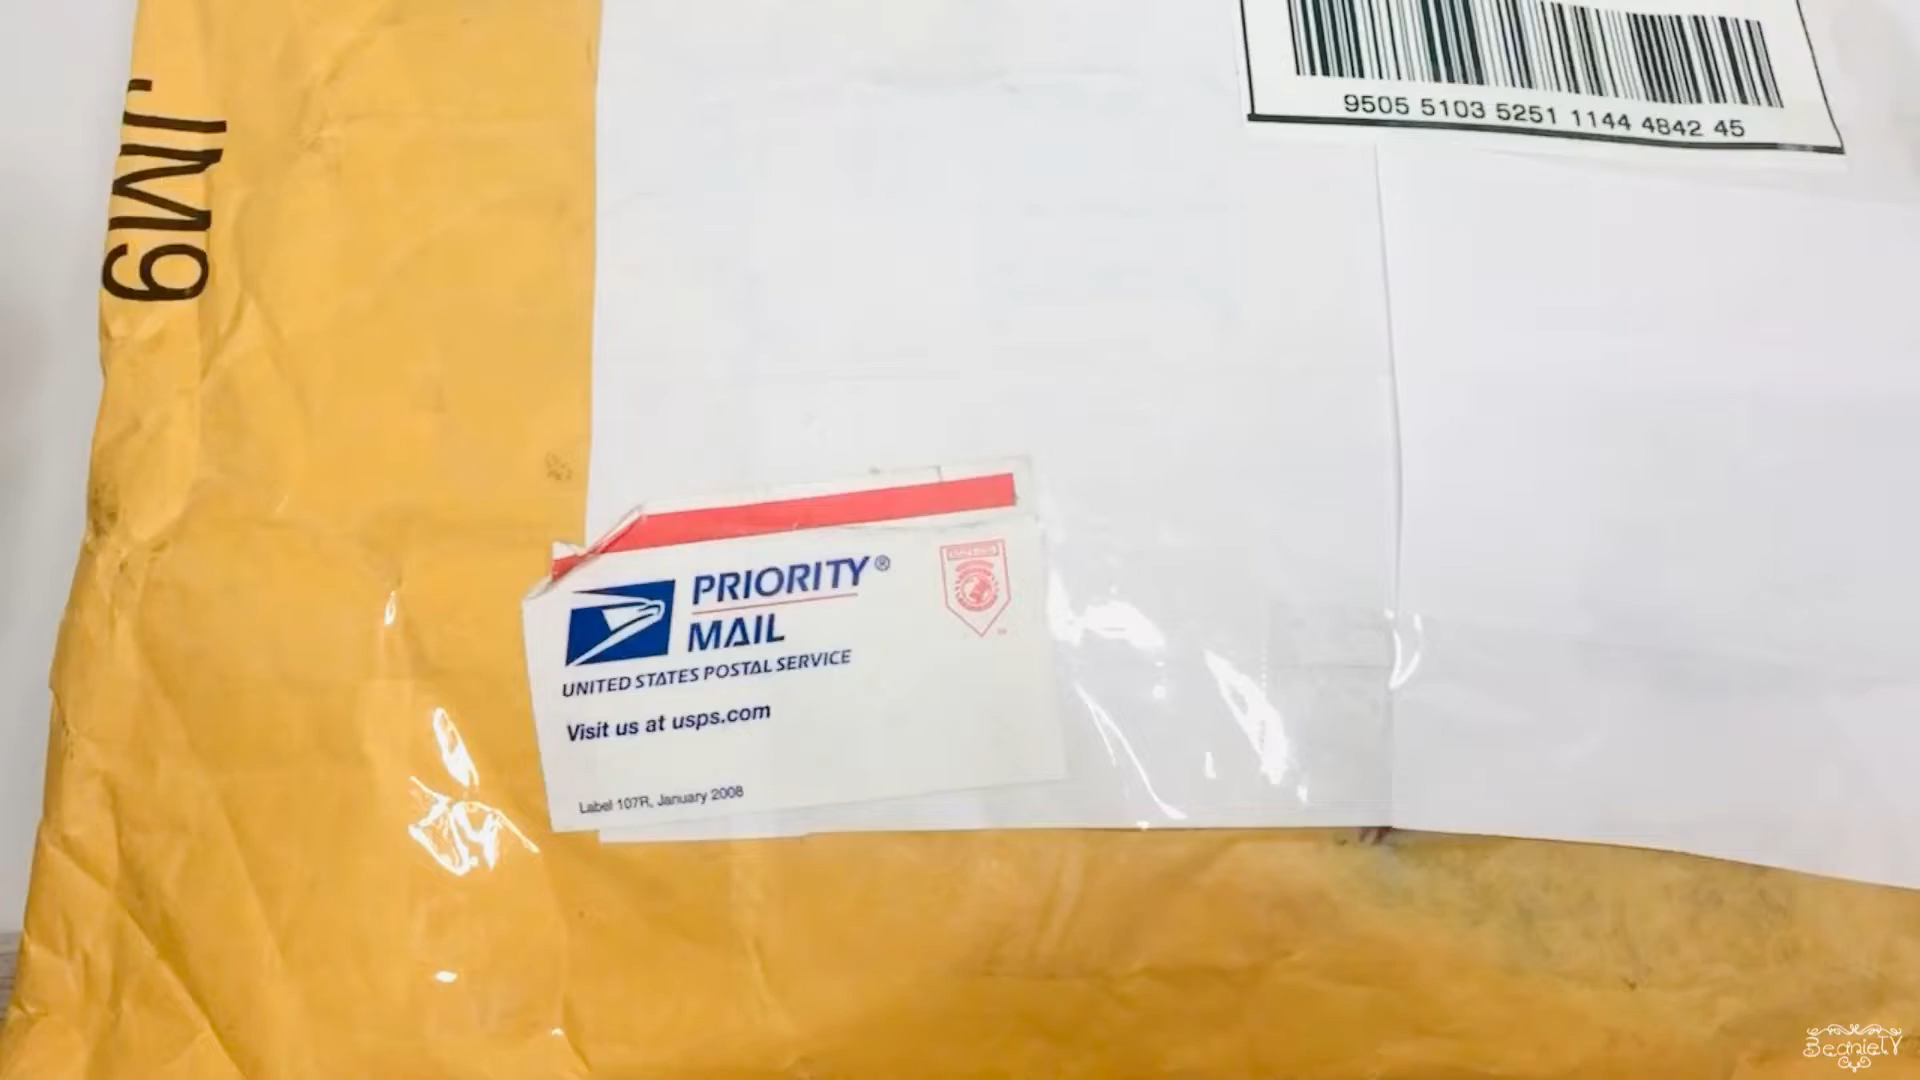 JM9
9505 5103 5251 1144 4842 45
PRIORITY®
MAIL
UNITED STATES POSTAL SERVICE
Visit us at usps.com
Label 107R, January 2008
BeanieTY